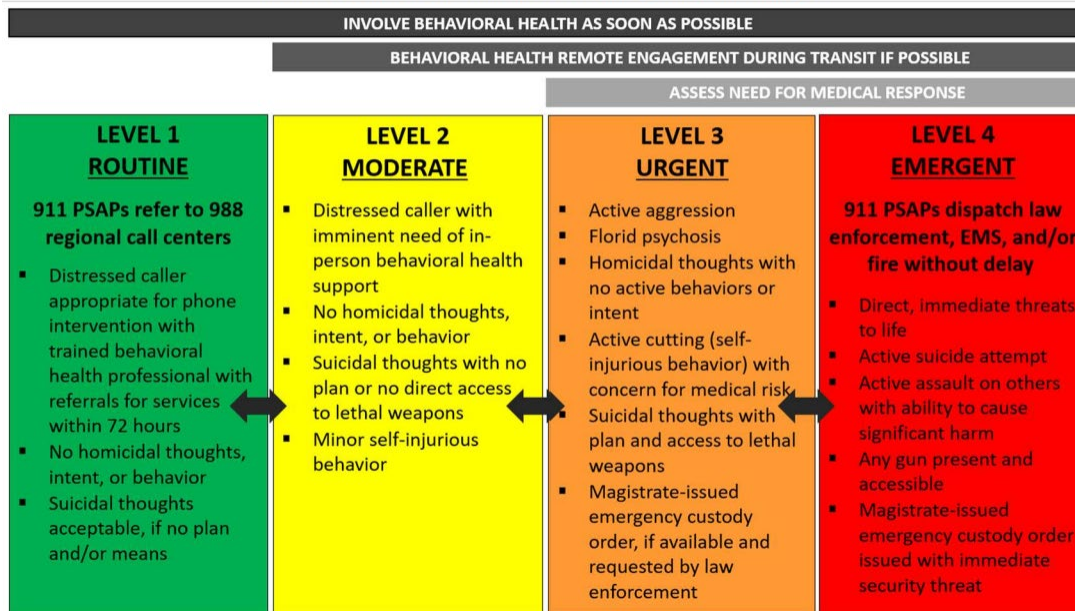 INVOLVE BEHAVIORAL HEALTH AS SOON AS POSSIBLE
BEHAVIORAL HEALTH REMOTE ENGAGEMENT DURING TRANSIT IF POSSIBLE
ASSESS NEED FOR MEDICAL RESPONSE
LEVEL 1
ROUTINE
911 PSAPs refer to 988
regional call centers
▪ Distressed caller
appropriate for phone
intervention with
trained behavioral
health professional with
referrals for services
within 72 hours
▪ No homicidal thoughts,
intent, or behavior
▪ Suicidal thoughts
acceptable, if no plan
and/or means
LEVEL 2
MODERATE
▪ Distressed caller with
imminent need of in-
person behavioral health
support
▪ No homicidal thoughts,
intent, or behavior
▪ Suicidal thoughts with no
plan or no direct access
to lethal weapons
▪ Minor self-injurious
behavior
LEVEL 3
URGENT
▪ Active aggression
▪ Florid psychosis
▪ Homicidal thoughts with
no active behaviors or
intent
▪ Active cutting (self-
injurious behavior) with
concern for medical risk
▪ Suicidal thoughts with
plan and access to lethal
weapons
▪ Magistrate-issued
emergency custody
order, if available and
requested by law
enforcement
LEVEL 4
EMERGENT
911 PSAPs dispatch law
enforcement, EMS, and/or
fire without delay
▪ Direct, immediate threats
to life
▪ Active suicide attempt
▪ Active assault on others
with ability to cause
significant harm
▪ Any gun present and
accessible
▪ Magistrate-issued
emergency custody order
issued with immediate
security threat